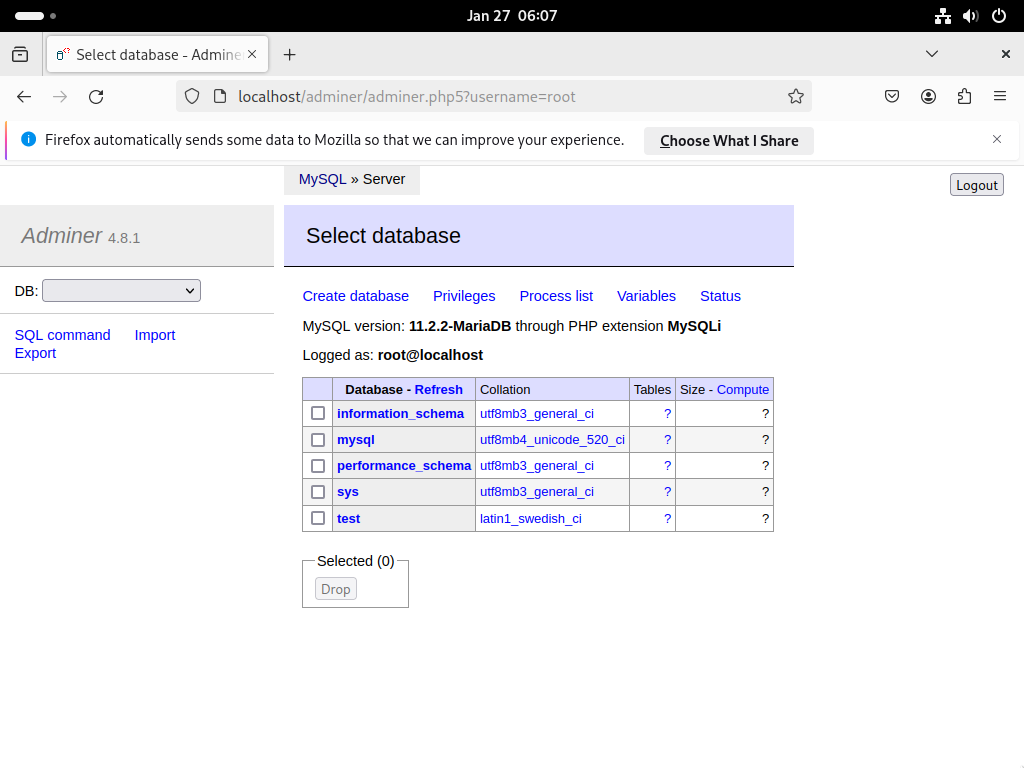 Jan 27 06:07
Select database - Admine
localhost/adminer/adminer.php5?username=root
Firefox automatically sends some data to Mozilla so that we can improve your experience. Choose What I Share
MySQL » Server
Logout
Adminer 4.8.1
Select database
DB:
SQL command Import
Export
Create database Privileges Process list Variables Status
MySQL version: 11.2.2-MariaDB through PHP extension MySQLi
Logged as: root@localhost
Database - Refresh Collation Tables Size - Compute
information_schema utf8mb3_general_ci ? ?
mysql utf8mb4_unicode_520_ci ? ?
performance_schema utf8mb3_general_ci ? ?
sys utf8mb3_general_ci ? ?
test latin1_swedish_ci ? ?
Selected (0)
Drop